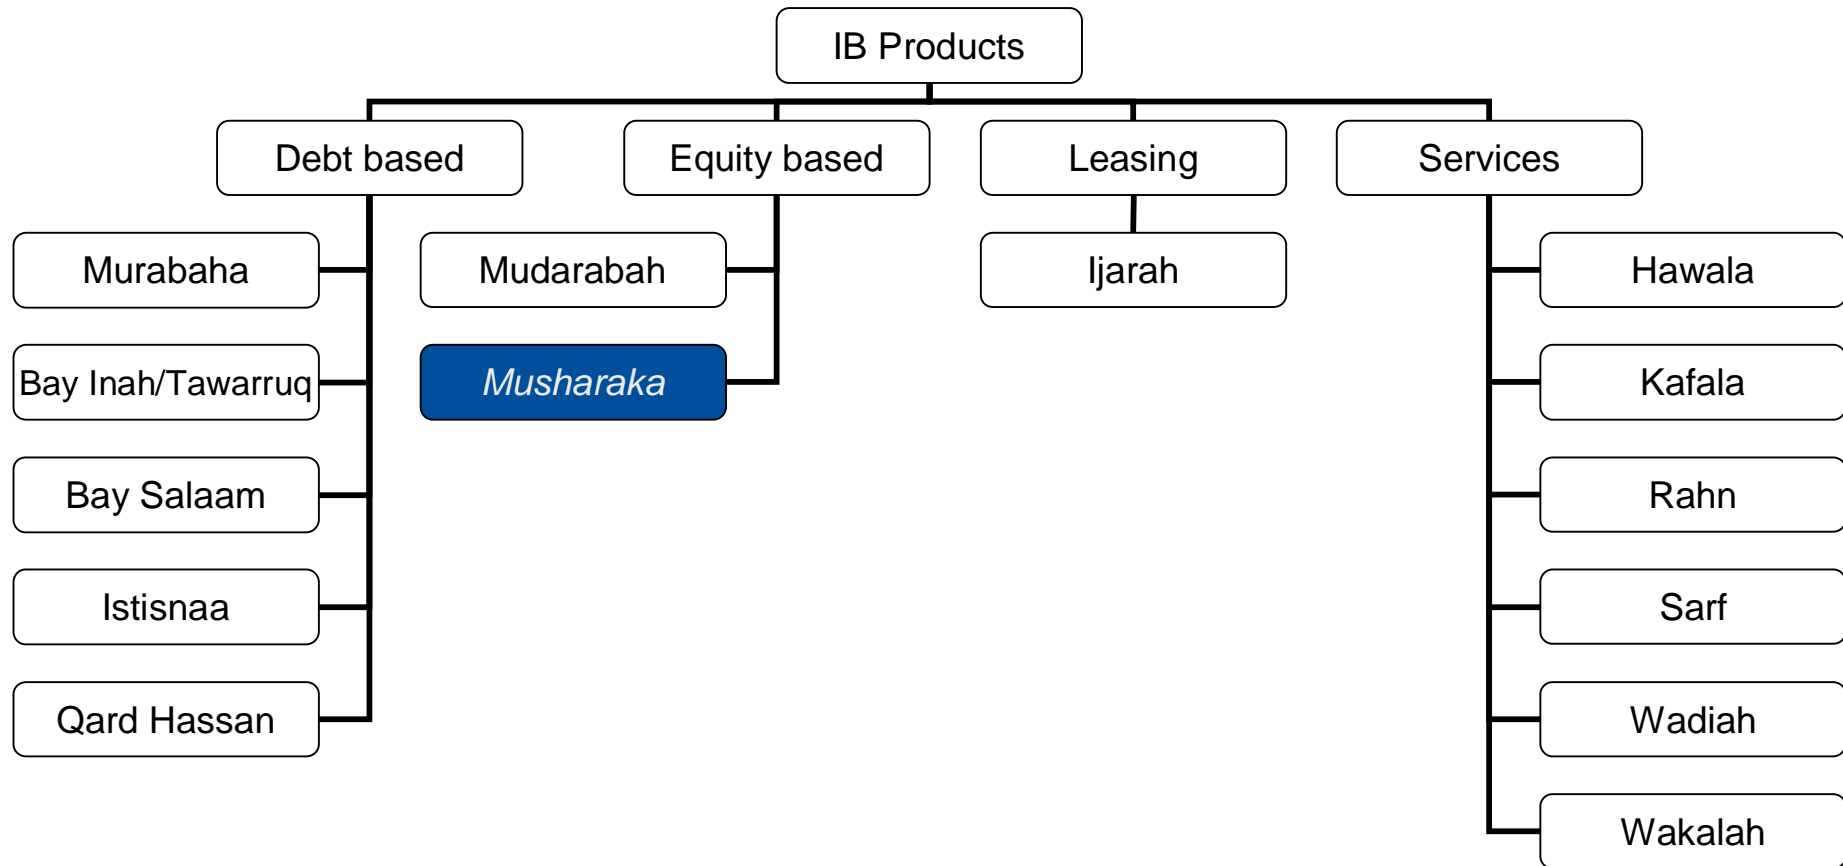 IB Products
Debt based
Equity based
Leasing
Services
Murabaha
Mudarabah
Ijarah
Hawala
Bay Inah/Tawarruq
Musharaka
Kafala
Bay Salaam
Rahn
Istisnaa
Sarf
Qard Hassan
Wadiah
Wakalah